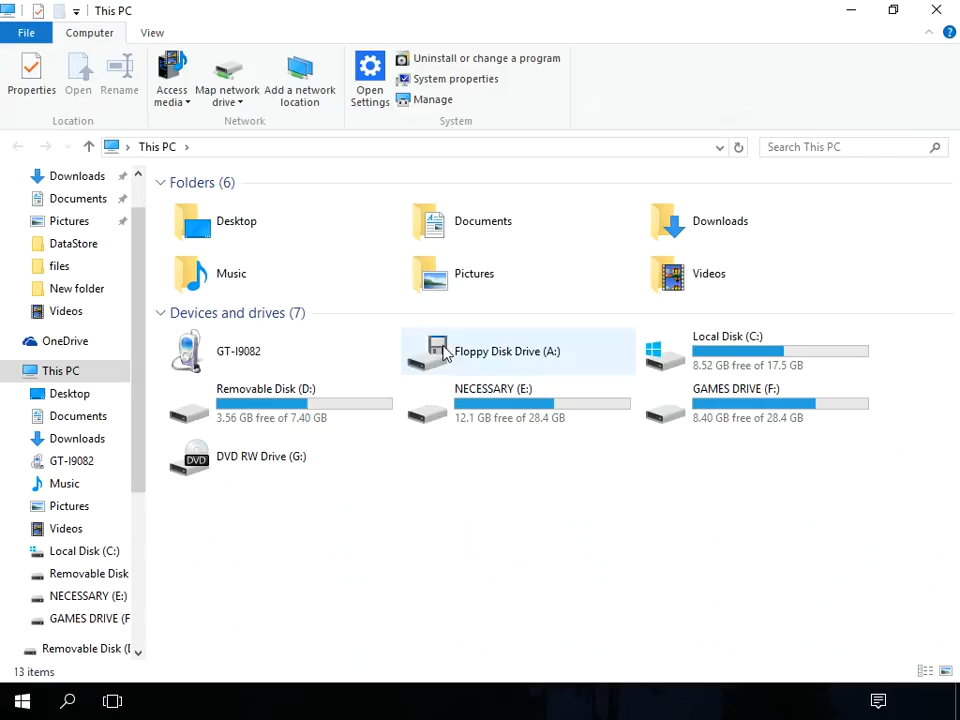 This PC
File Computer View
Properties Open Rename
Location
Access media Map network drive Add a network location
Network
Open Settings
Uninstall or change a program
System properties
Manage
System
This PC
Search This PC
Downloads
Documents
Pictures
DataStore
files
New folder
Videos
OneDrive
This PC
Desktop
Documents
Downloads
GT-I9082
Music
Pictures
Videos
Local Disk (C:)
Removable Disk
NECESSARY (E:)
GAMES DRIVE (F
Removable Disk (D
Folders (6)
Desktop
Documents
Downloads
Music
Pictures
Videos
Devices and drives (7)
GT-I9082
Floppy Disk Drive (A:)
Local Disk (C:)
8.52 GB free of 17.5 GB
Removable Disk (D:)
3.56 GB free of 7.40 GB
NECESSARY (E:)
12.1 GB free of 28.4 GB
GAMES DRIVE (F:)
8.40 GB free of 28.4 GB
DVD
DVD RW Drive (G:)
13 items